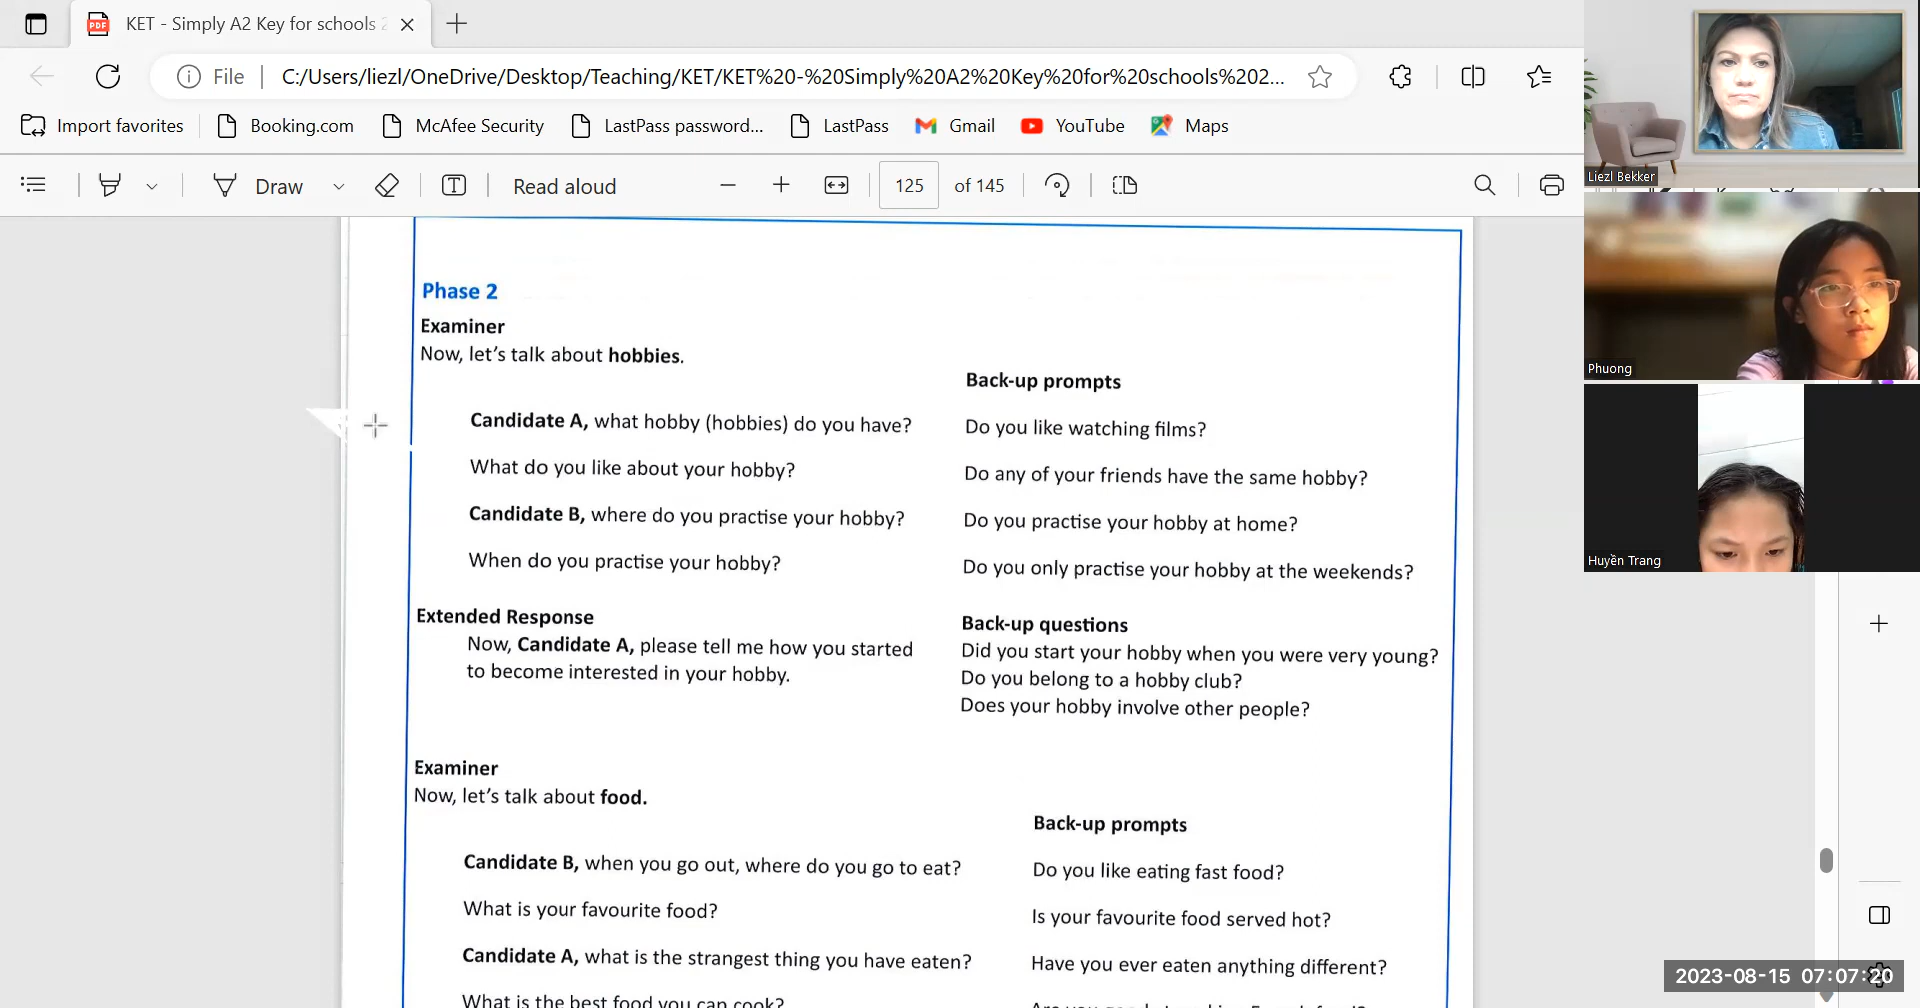 KET - Simply A2 Key for schools 2
File
C:/Users/liezl/OneDrive/Desktop/Teaching/KET/KET%20-%20Simply%20A2%20Key%20for%20schools%202...
Import favorites
Booking.com
McAfee Security
LastPass password...
LastPass
Gmail
YouTube
Maps
Draw
Read aloud
125
of 145
Phase 2
Examiner
Now, let's talk about hobbies.
Back-up prompts
Candidate A, what hobby (hobbies) do you have?
Do you like watching films?
What do you like about your hobby?
Do any of your friends have the same hobby?
Candidate B, where do you practise your hobby?
Do you practise your hobby at home?
When do you practise your hobby?
Do you only practise your hobby at the weekends?
Extended Response
Now, Candidate A, please tell me how you started
to become interested in your hobby.
Back-up questions
Did you start your hobby when you were very young?
Do you belong to a hobby club?
Does your hobby involve other people?
Examiner
Now, let's talk about food.
Back-up prompts
Candidate B, when you go out, where do you go to eat?
Do you like eating fast food?
What is your favourite food?
Is your favourite food served hot?
Candidate A, what is the strangest thing you have eaten?
Have you ever eaten anything different?
What is the best food you can cook?
Liezl Bekker
Phuong
Huyền Trang
2023-08-15 07:07:20